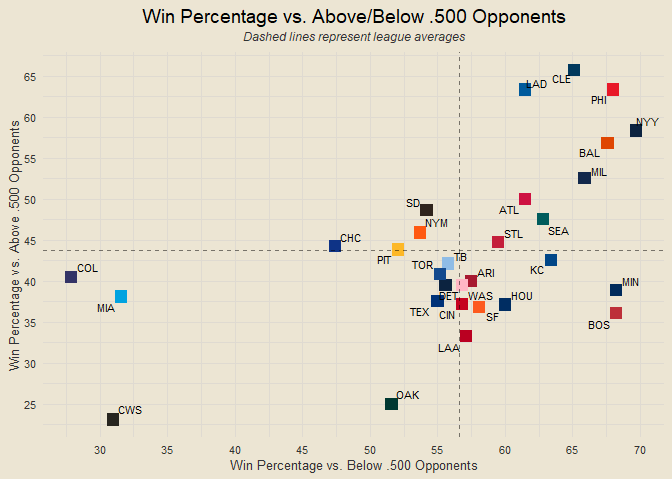 Win Percentage vs. Above/Below .500 Opponents
Dashed lines represent league averages
Win Percentage vs. Above .500 Opponents
65
60
55
50
45
40
35
30
25
CLE
LAD
PHI
NYY
BAL
MIL
ATL
SEA
SD
NYM
STL
CHC
PIT
TB
KC
TOR
ARI
COL
MIN
DET
WAS
HOU
MIA
TEX
CIN
SF
BOS
LAA
OAK
CWS
30
35
40
45
50
55
60
65
70
Win Percentage vs. Below .500 Opponents